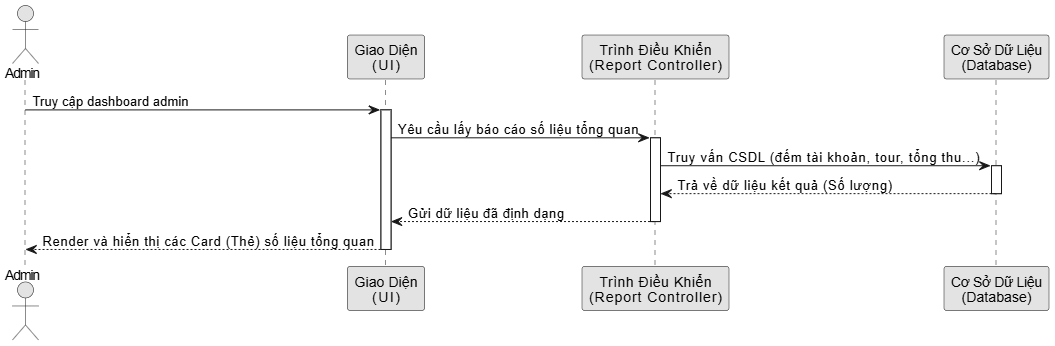 Admin
Giao Diện
(UI)
Trình Điều Khiển
(Report Controller)
Cơ Sở Dữ Liệu
(Database)
Truy cập dashboard admin
Yêu cầu lấy báo cáo số liệu tổng quan
Truy vấn CSDL (đếm tài khoản, tour, tổng thu...)
Trả về dữ liệu kết quả (Số lượng)
Gửi dữ liệu đã định dạng
Render và hiển thị các Card (Thẻ) số liệu tổng quan
Admin
Giao Diện
(UI)
Trình Điều Khiển
(Report Controller)
Cơ Sở Dữ Liệu
(Database)